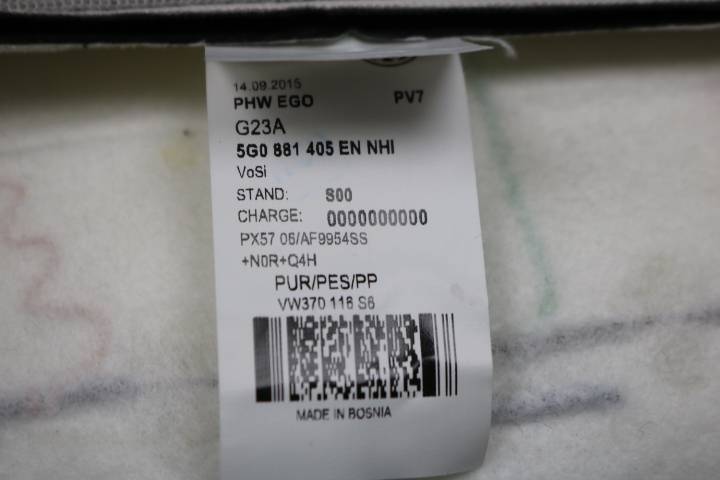 14.09.2015
PHW EGO PV7
G23A
5G0 881 405 EN NHI
VoSi
STAND: S00
CHARGE: 0000000000
PX57 06/AF9954SS
+N0R+Q4H
PUR/PES/PP
VW370 116 S6
MADE IN BOSNIA